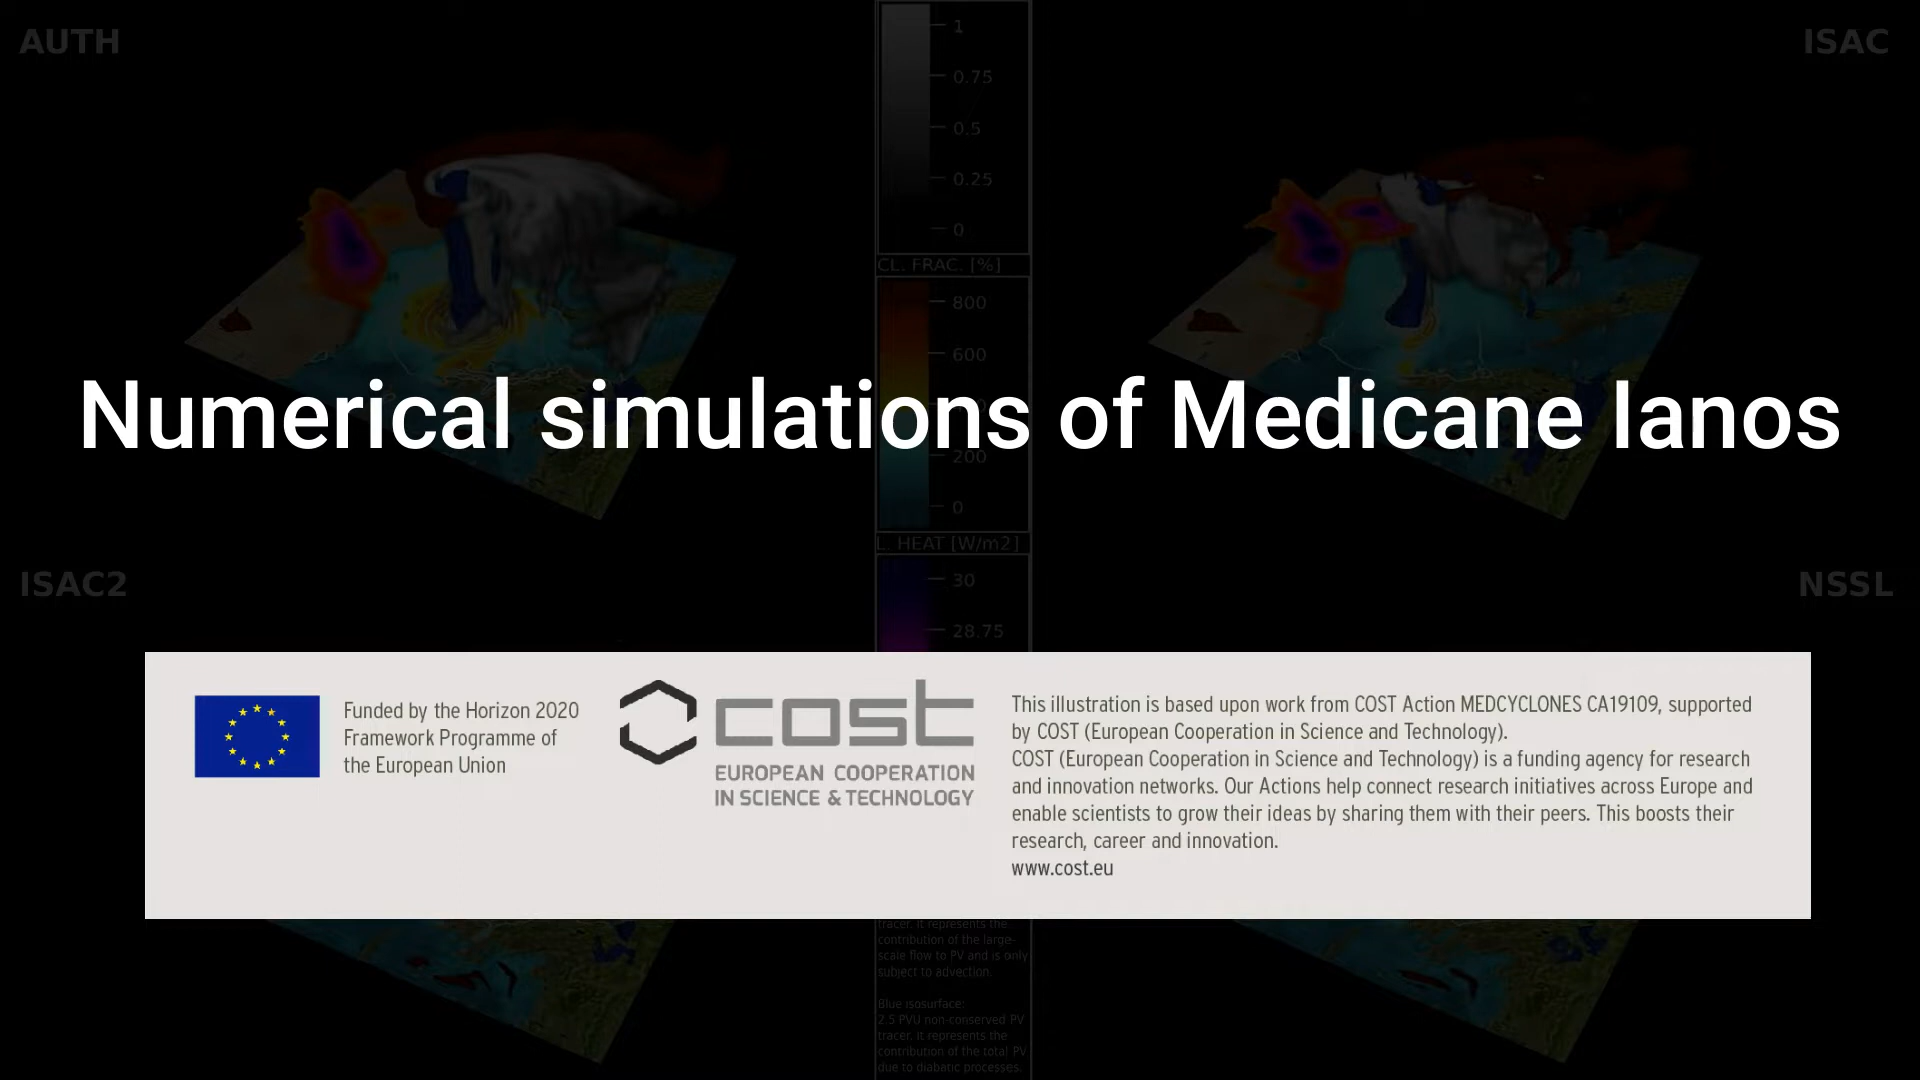 AUTH
ISAC
1
0.75
0.5
0.25
0
CL. FRAC. [%]
800
600
200
0
L. HEAT [W/m2]
Numerical simulations of Medicane Ianos
ISAC2
NSSL
30
28.75
Funded by the Horizon 2020
Framework Programme of
the European Union
cost
EUROPEAN COOPERATION
IN SCIENCE & TECHNOLOGY
This illustration is based upon work from COST Action MEDCYCLONES CA19109, supported
by COST (European Cooperation in Science and Technology).
COST (European Cooperation in Science and Technology) is a funding agency for research
and innovation networks. Our Actions help connect research initiatives across Europe and
enable scientists to grow their ideas by sharing them with their peers. This boosts their
research, career and innovation.
www.cost.eu
tracer. It represents the
contribution of the large-
scale flow to PV and is only
subject to advection.
Blue isosurface:
2.5 PVU non-conserved PV
tracer. It represents the
contribution of the total PV
due to diabatic processes.